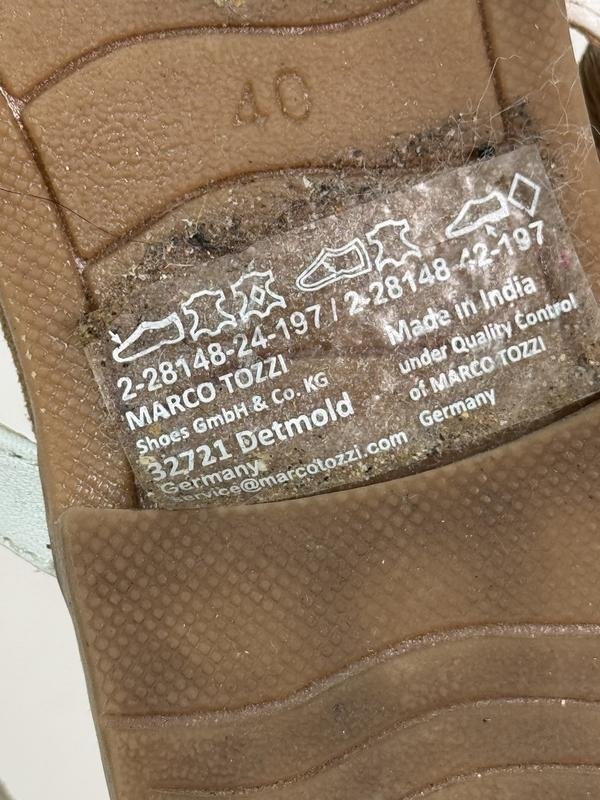 40
2-28148-24-197 / 2-28148-42-197
MARCO TOZZI
Shoes GmbH & Co. KG
32721 Detmold
Germany
service@marcotozzi.com
Made in India
under Quality Control
of MARCO TOZZI
Germany